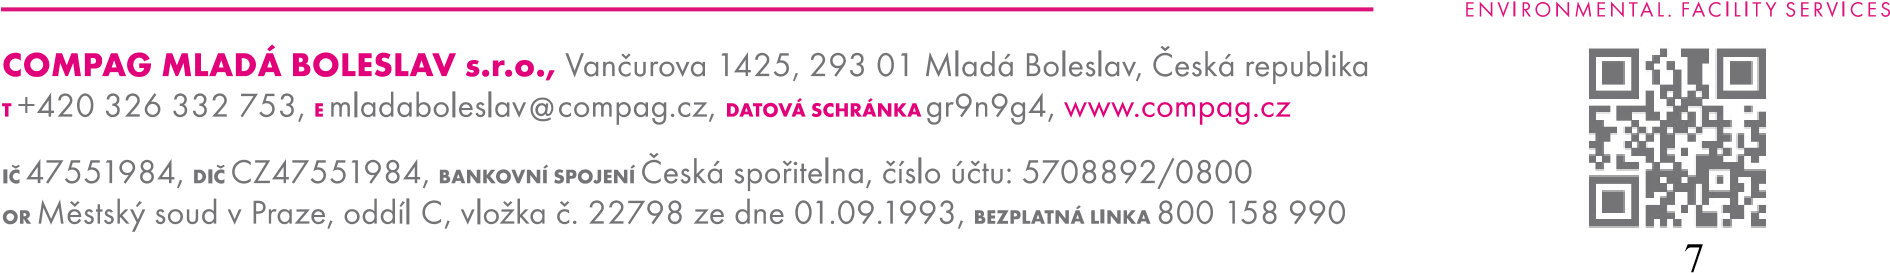 ENVIRONMENTAL. FACILITY SERVICES
COMPAG MLADÁ BOLESLAV s.r.o., Vančurova 1425, 293 01 Mladá Boleslav, Česká republika
T +420 326 332 753, E mladaboleslav@compag.cz, DATOVÁ SCHRÁNKA gr9n9g4, www.compag.cz
IČ 47551984, DIČ CZ47551984, BANKOVNÍ SPOJENÍ Česká spořitelna, číslo účtu: 5708892/0800
OR Městský soud v Praze, oddíl C, vložka č. 22798 ze dne 01.09.1993, BEZPLATNÁ LINKA 800 158 990
7